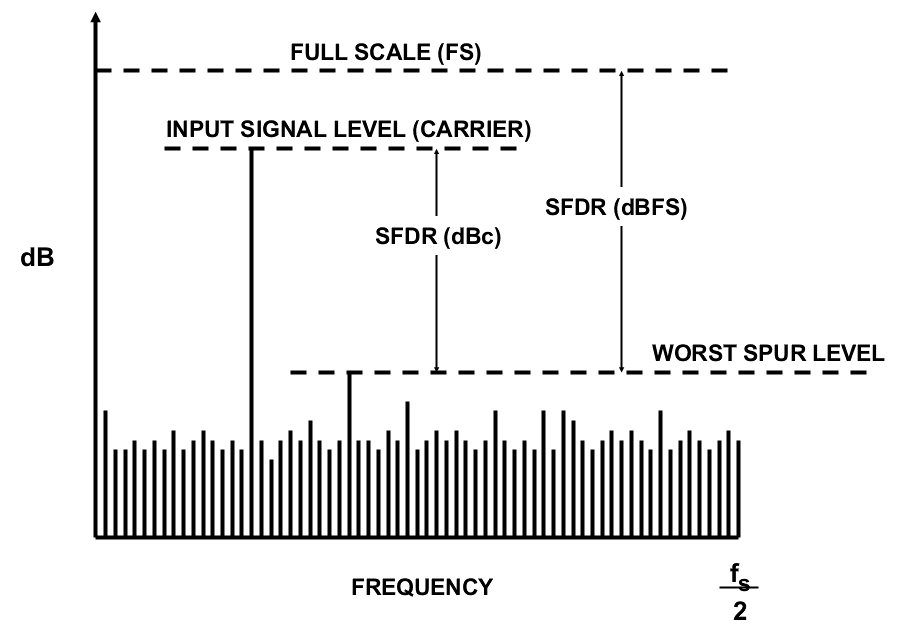 FULL SCALE (FS)
INPUT SIGNAL LEVEL (CARRIER)
SFDR (dBFS)
SFDR (dBc)
dB
WORST SPUR LEVEL
FREQUENCY
fs
2